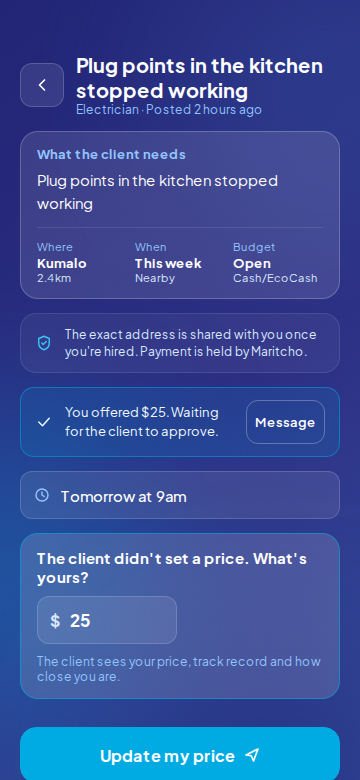 Plug points in the kitchen
stopped working
Electrician · Posted 2 hours ago
What the client needs
Plug points in the kitchen stopped
working
Where When Budget
Kumalo This week Open
2.4km Nearby Cash/EcoCash
The exact address is shared with you once
you're hired. Payment is held by Maritcho.
You offered $25. Waiting
for the client to approve.
Message
Tomorrow at 9am
The client didn't set a price. What's
yours?
$ 25
The client sees your price, track record and how
close you are.
Update my price